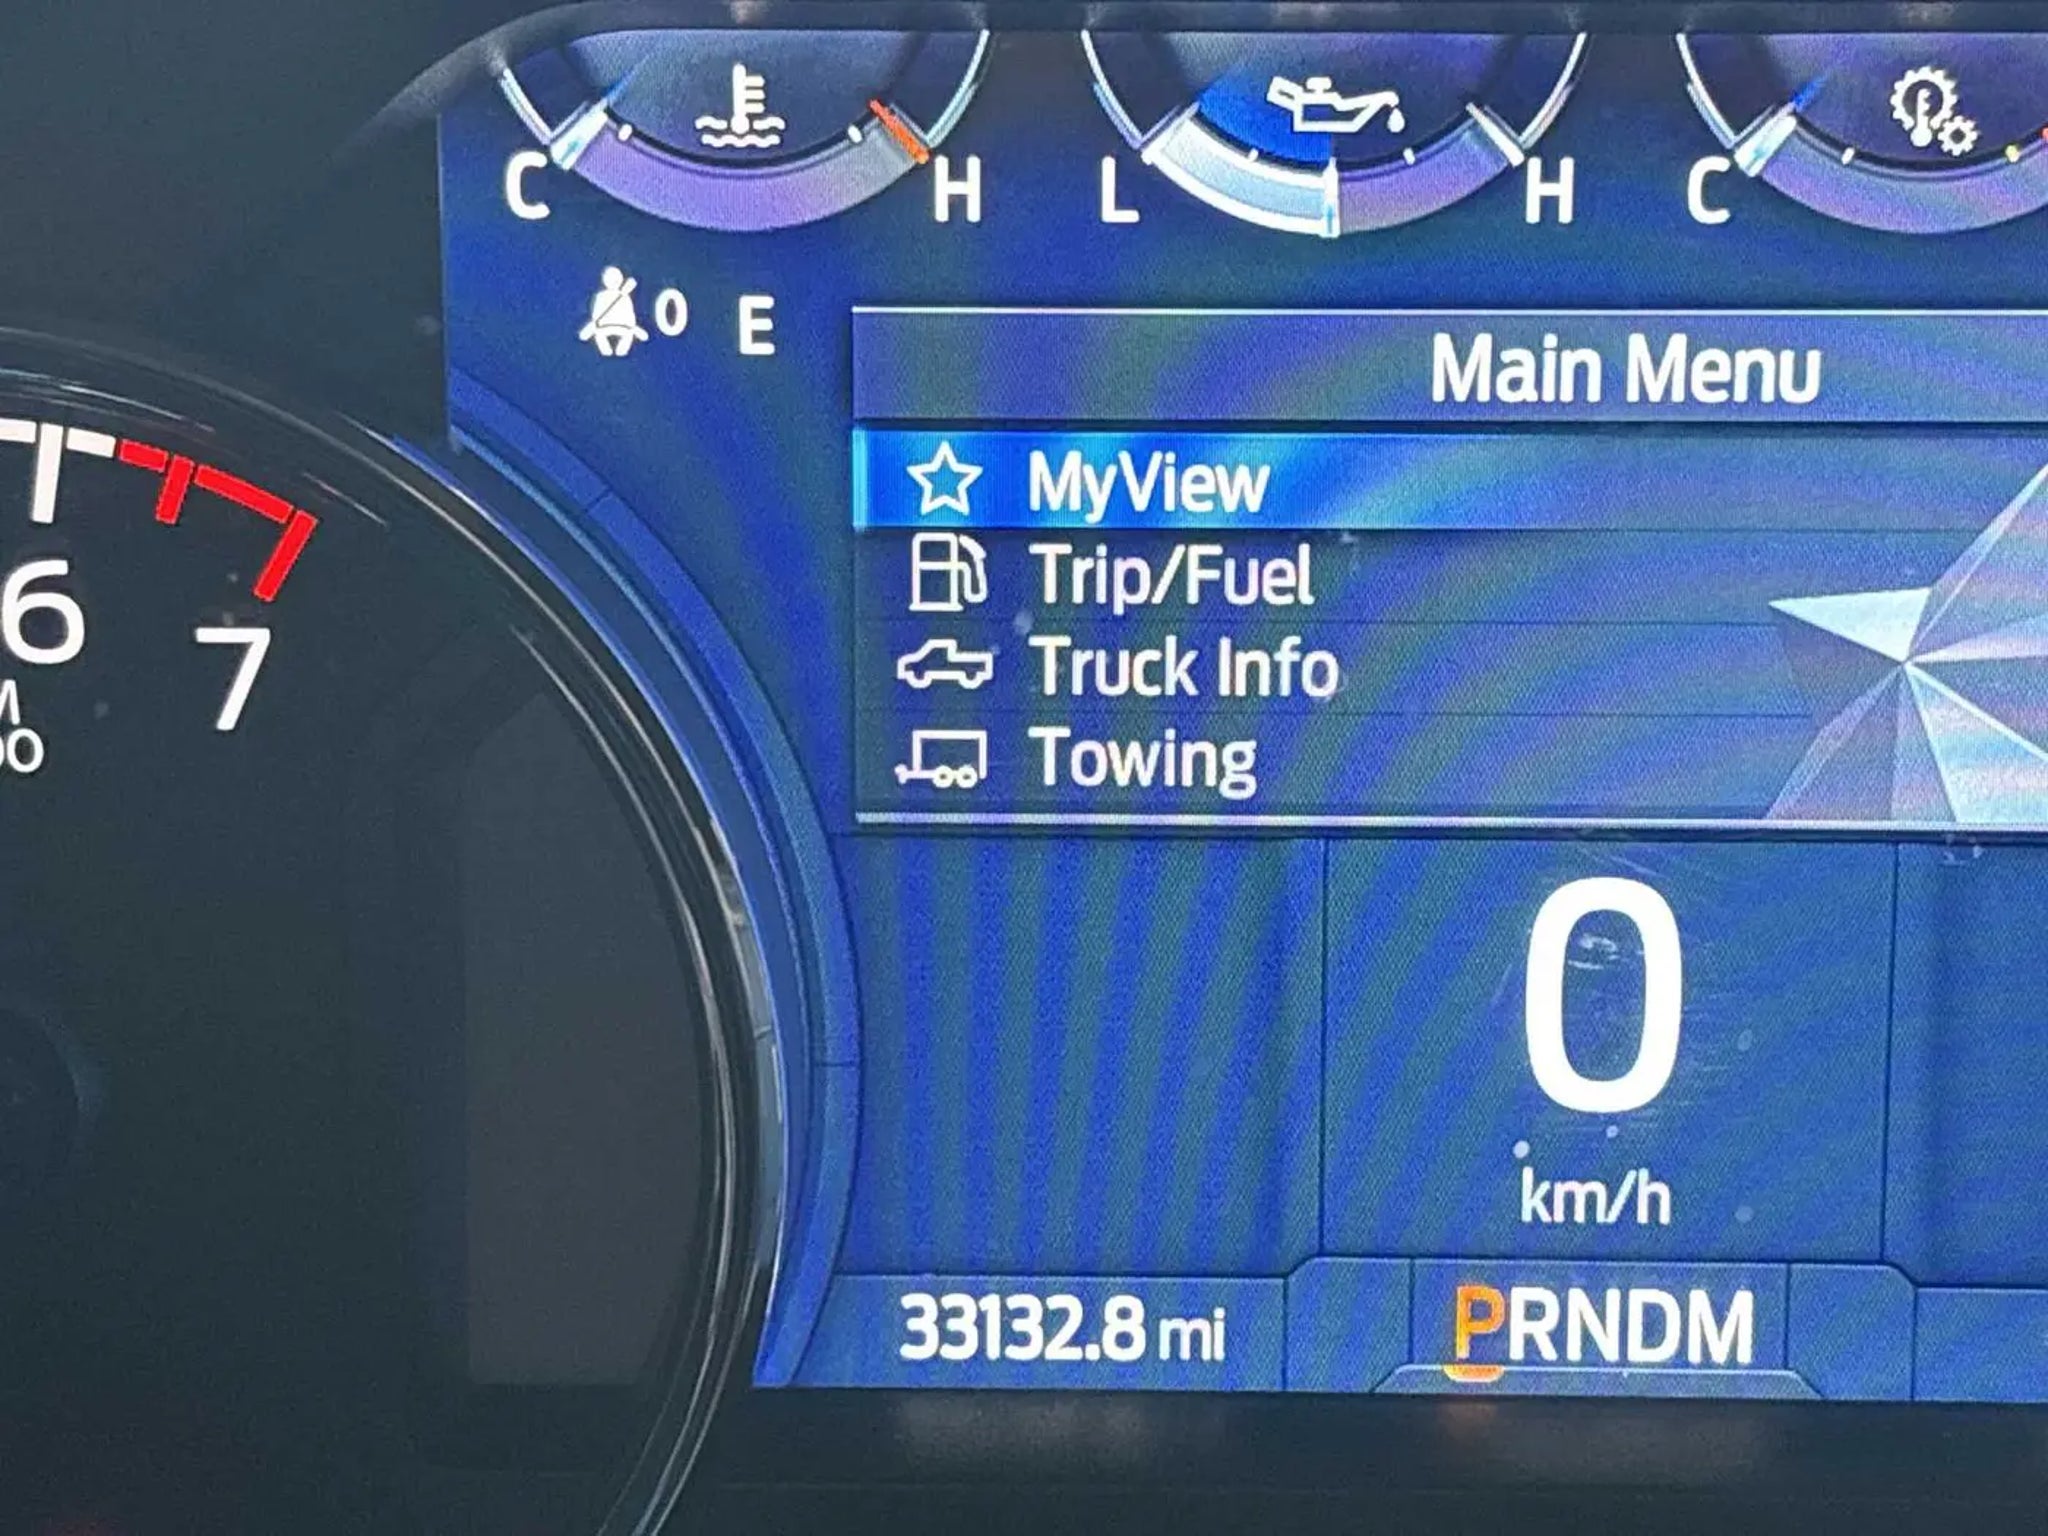 C H L H C
0 E
Main Menu
MyView
Trip/Fuel
Truck Info
Towing
6
7
0
km/h
33132.8 mi
PRNDM